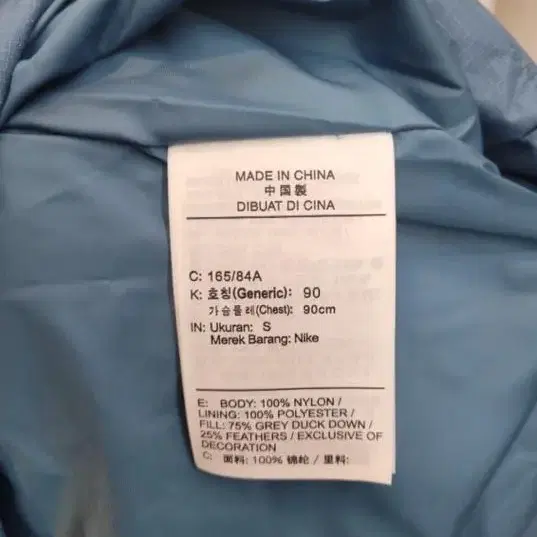 MADE IN CHINA
中国製
DIBUAT DI CINA
C: 165/84A
K: 호칭(Generic): 90
가슴둘레(Chest): 90cm
IN: Ukuran: S
Merek Barang: Nike
E: BODY: 100% NYLON /
LINING: 100% POLYESTER /
FILL: 75% GREY DUCK DOWN /
25% FEATHERS / EXCLUSIVE OF
DECORATION
C: 面料: 100% 锦纶 / 里料: